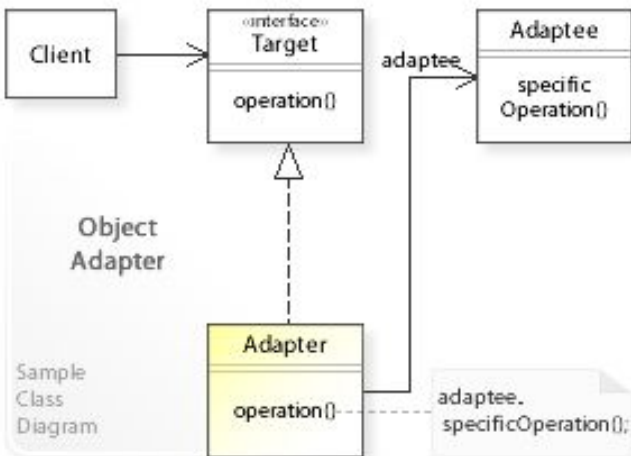 Client
«interface»
Target
operation()
adaptee
Adaptee
specific
Operation()
Object
Adapter
Adapter
operation()
adaptee.
specificOperation();
Sample
Class
Diagram